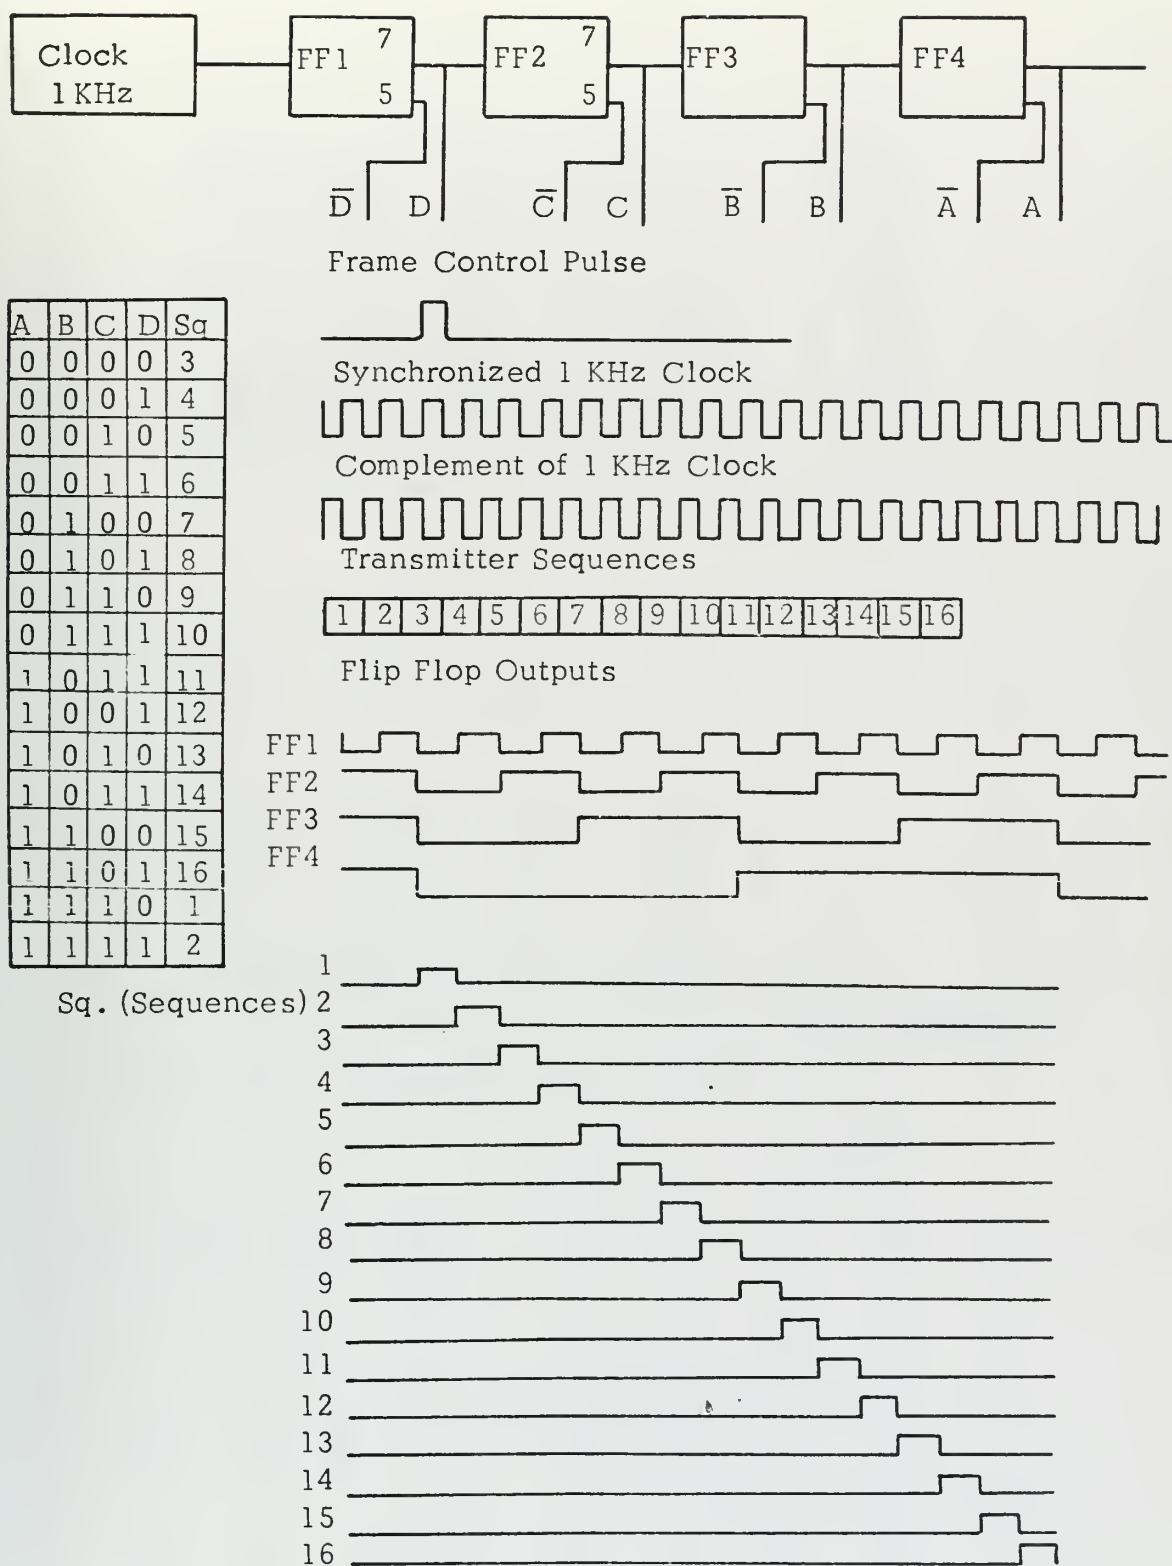 Clock
1 KHz
FF1 7 5
FF2 7 5
FF3
FF4
D̅ D C̅ C B̅ B A̅ A
Frame Control Pulse
A B C D Sq
0 0 0 0 3
0 0 0 1 4
0 0 1 0 5
0 0 1 1 6
0 1 0 0 7
0 1 0 1 8
0 1 1 0 9
0 1 1 1 10
1 0 1 1 11
1 0 0 1 12
1 0 1 0 13
1 0 1 1 14
1 1 0 0 15
1 1 0 1 16
1 1 1 0 1
1 1 1 1 2
Sq. (Sequences)
Synchronized 1 KHz Clock
Complement of 1 KHz Clock
Transmitter Sequences
1 2 3 4 5 6 7 8 9 10 11 12 13 14 15 16
Flip Flop Outputs
FF1
FF2
FF3
FF4
1
2
3
4
5
6
7
8
9
10
11
12
13
14
15
16